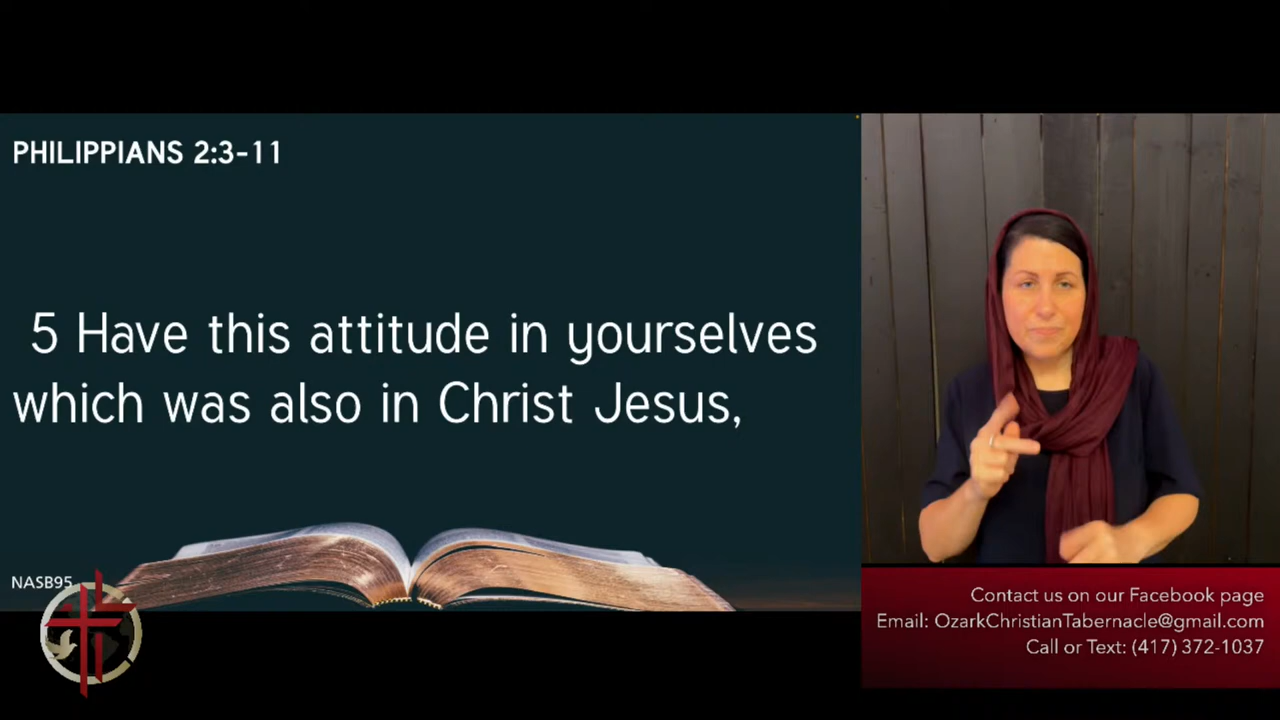 PHILIPPIANS 2:3-11
5 Have this attitude in yourselves
which was also in Christ Jesus,
NASB95
Contact us on our Facebook page
Email: OzarkChristianTabernacle@gmail.com
Call or Text: (417) 372-1037